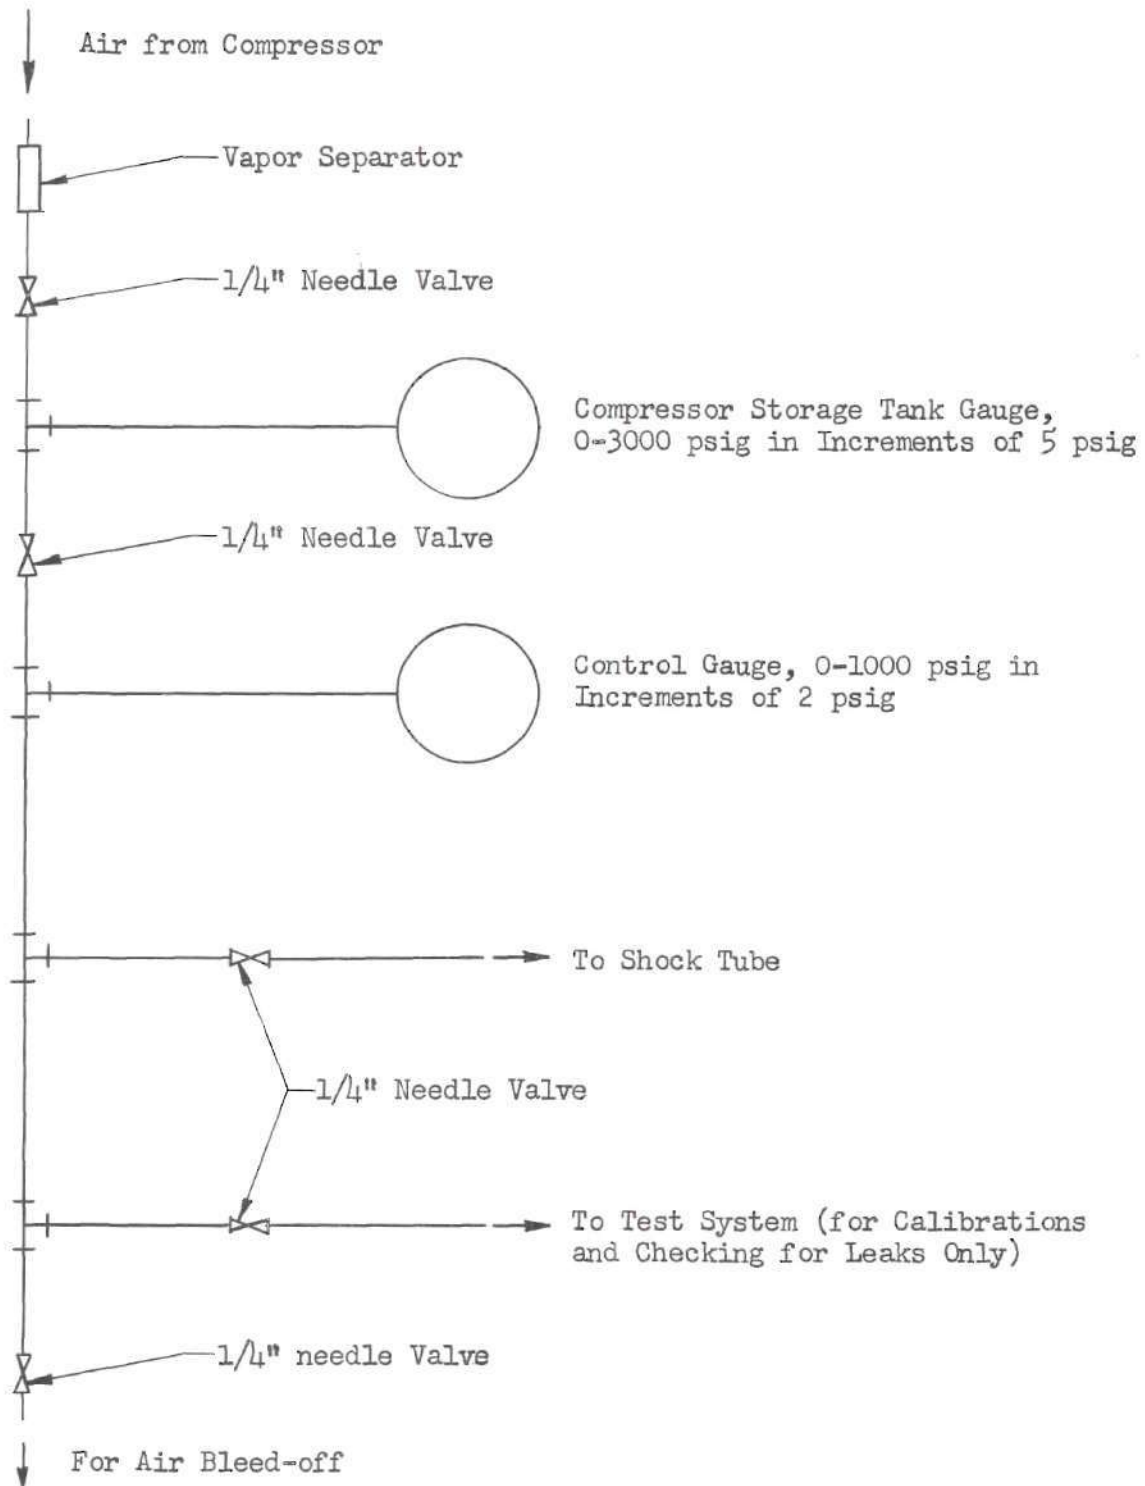 Air from Compressor
Vapor Separator
1/4" Needle Valve
Compressor Storage Tank Gauge,
0-3000 psig in Increments of 5 psig
1/4" Needle Valve
Control Gauge, 0-1000 psig in
Increments of 2 psig
To Shock Tube
1/4" Needle Valve
To Test System (for Calibrations
and Checking for Leaks Only)
1/4" needle Valve
For Air Bleed-off